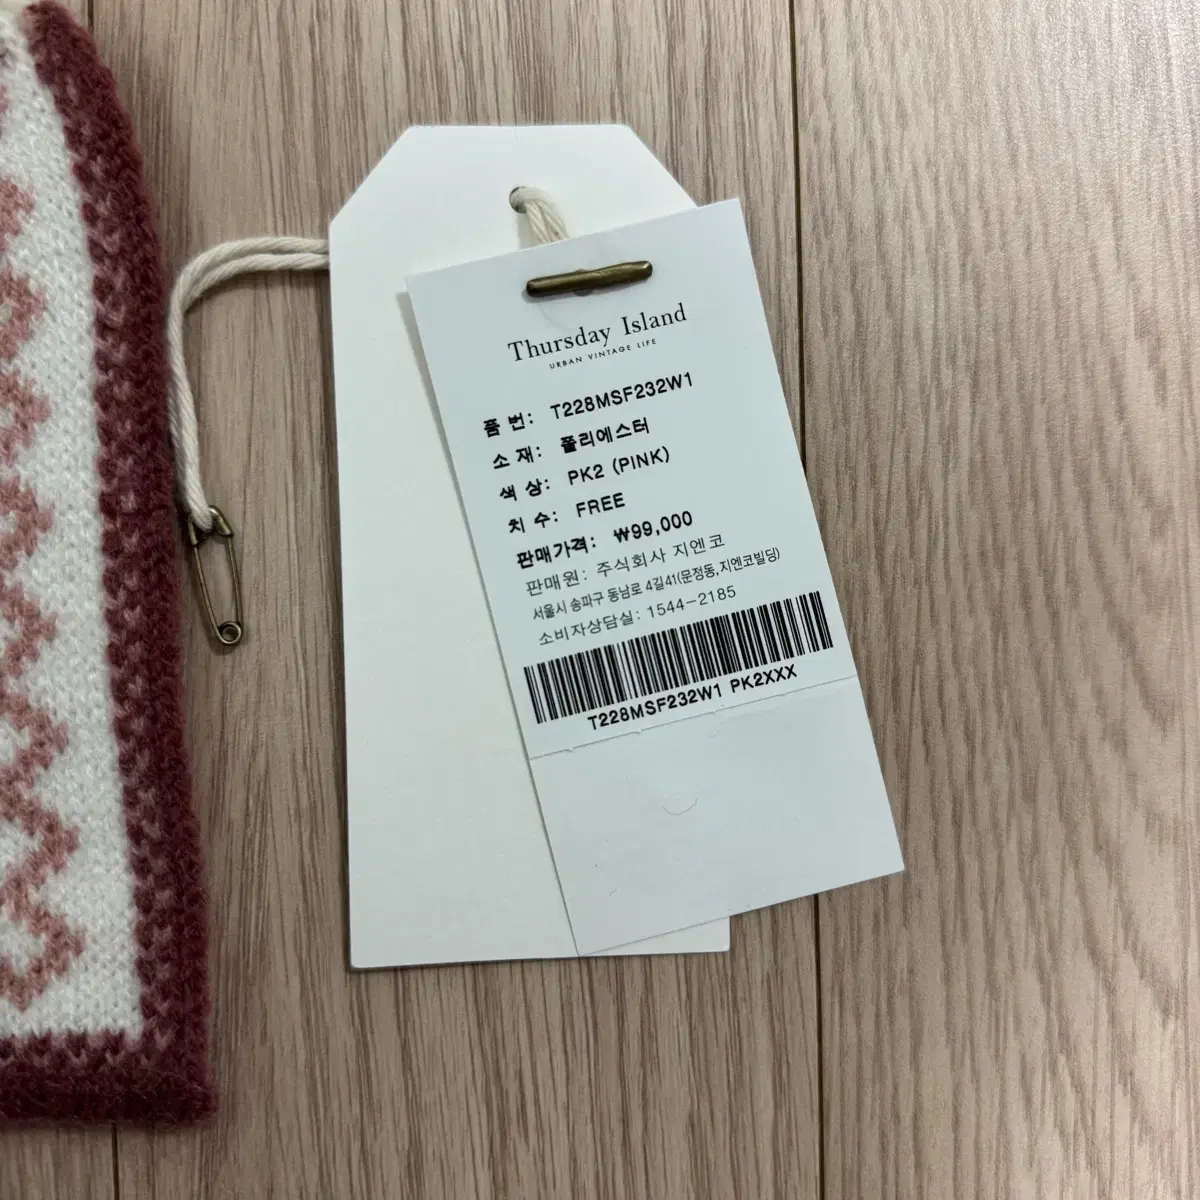 Thursday Island
URBAN VINTAGE LIFE
품 번: T228MSF232W1
소 재: 폴리에스터
색 상: PK2 (PINK)
치 수: FREE
판매가격: ₩99,000
판매원: 주식회사 지엔코
서울시 송파구 동남로 4길41(문정동,지엔코빌딩)
소비자상담실: 1544-2185
T228MSF232W1 PK2XXX